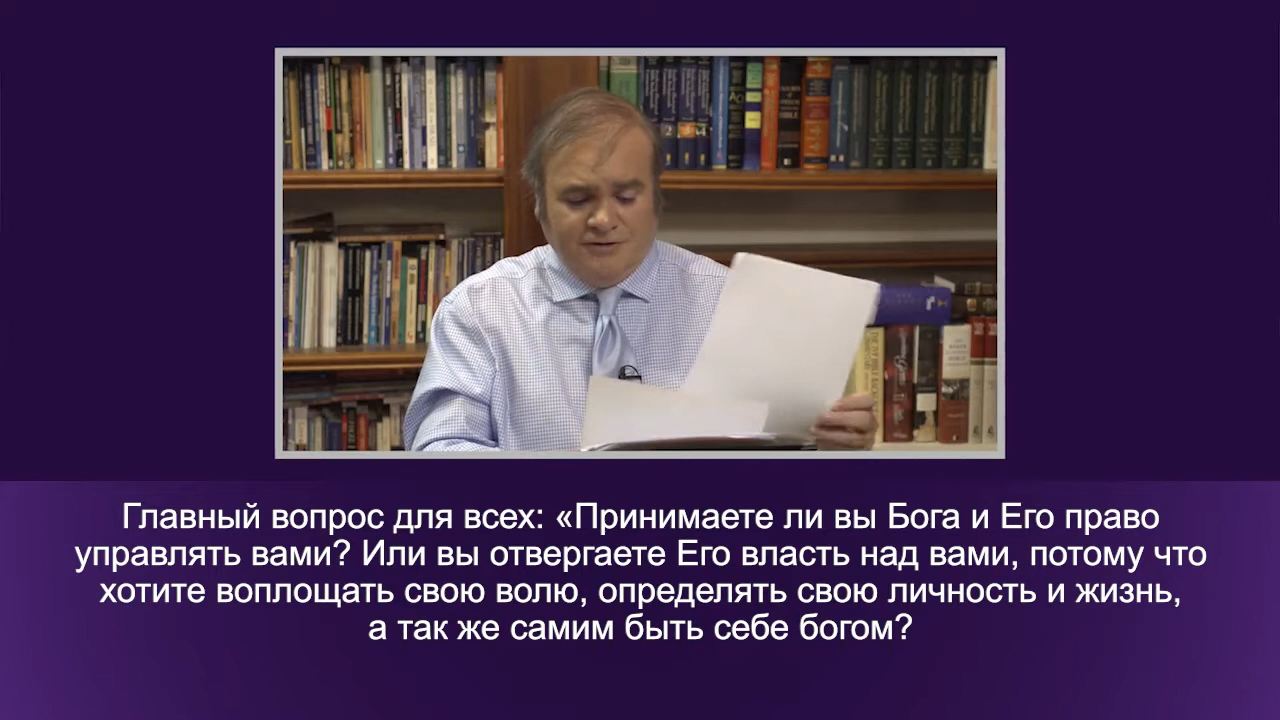 Главный вопрос для всех: «Принимаете ли вы Бога и Его право
управлять вами? Или вы отвергаете Его власть над вами, потому что
хотите воплощать свою волю, определять свою личность и жизнь,
а так же самим быть себе богом?